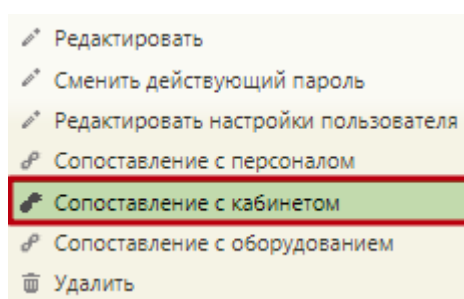 Редактировать
Сменить действующий пароль
Редактировать настройки пользователя
Сопоставление с персоналом
Сопоставление с кабинетом
Сопоставление с оборудованием
Удалить